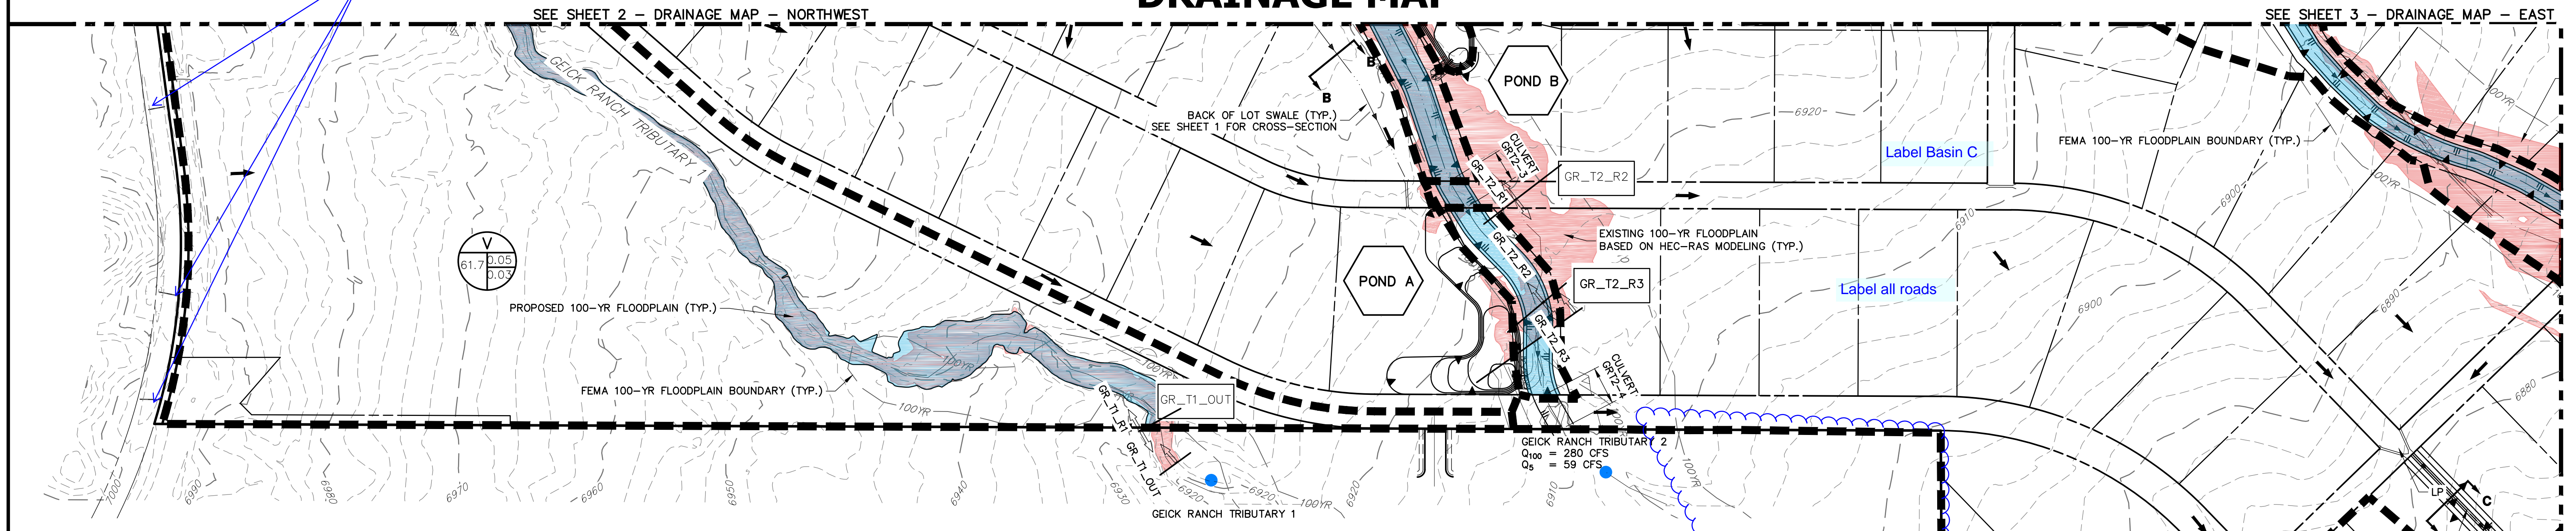 DRAINAGE MAP
SEE SHEET 2 - DRAINAGE MAP - NORTHWEST
SEE SHEET 3 - DRAINAGE MAP - EAST
GEICK RANCH TRIBUTARY 1
B
B
POND B
BACK OF LOT SWALE (TYP.)
SEE SHEET 1 FOR CROSS-SECTION
6920
Label Basin C
FEMA 100-YR FLOODPLAIN BOUNDARY (TYP.)
100YR
100YR
CULVERT
GRT2-3
GR_T2_R1
GR_T2_R2
6900
6910
EXISTING 100-YR FLOODPLAIN
BASED ON HEC-RAS MODELING (TYP.)
GR_T2_R2
V
61.7
0.05
0.03
POND A
GR_T2_R3
Label all roads
6900
6890
PROPOSED 100-YR FLOODPLAIN (TYP.)
GR_T2_R3
100YR
100YR
CULVERT
GRT2-4
6880
FEMA 100-YR FLOODPLAIN BOUNDARY (TYP.)
GR_T1_OUT
100YR
GR_T1_R1
GEICK RANCH TRIBUTARY 2
Q100 = 280 CFS
Q5 = 59 CFS
GR_T1_OUT
100YR
7000
6990
6980
6970
6960
6950
6940
6930
6920
6920
100YR
6920
6910
LP
C
GEICK RANCH TRIBUTARY 1